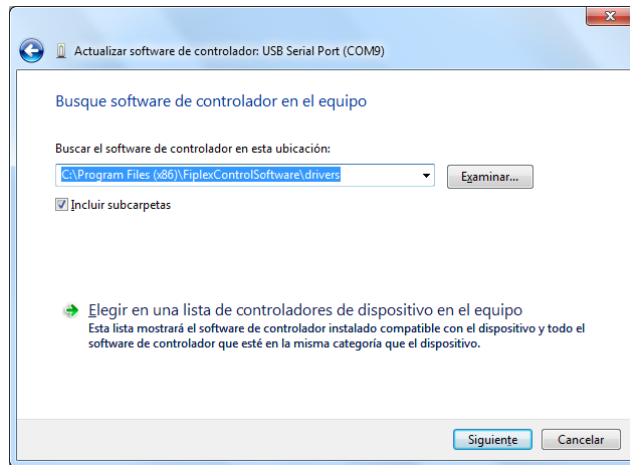 Actualizar software de controlador: USB Serial Port (COM9)
Busque software de controlador en el equipo
Buscar el software de controlador en esta ubicación:
C:\Program Files (x86)\FiplexControlSoftware\drivers
Examinar...
Incluir subcarpetas
Elegir en una lista de controladores de dispositivo en el equipo
Esta lista mostrará el software de controlador instalado compatible con el dispositivo y todo el
software de controlador que esté en la misma categoría que el dispositivo.
Siguiente
Cancelar